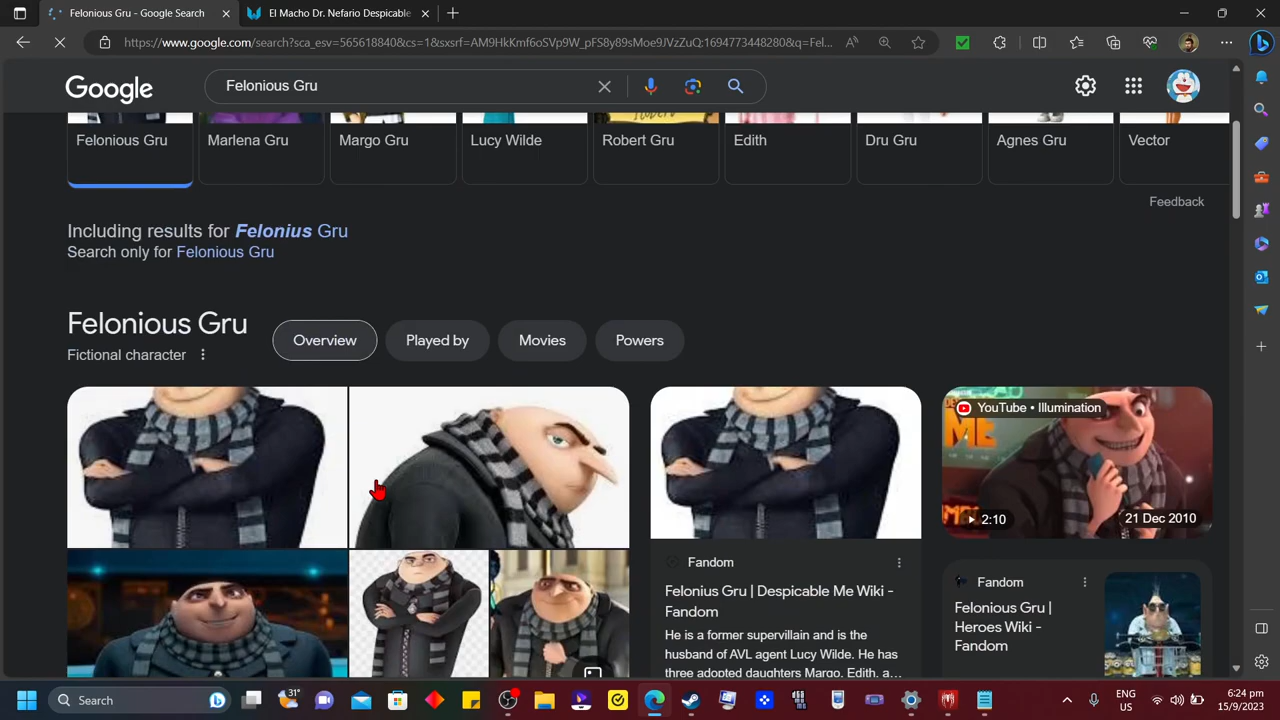 Felonious Gru - Google Search
El Macho Dr. Nefario Despicable
https://www.google.com/search?sca_esv=565618840&cs=1&sxsrf=AM9HkKmf6oSVp9W_pFS8y89sMoe9JVzZuQ:1694773448280&q=Fel...
Google
Felonious Gru
Felonious Gru
Marlena Gru
Margo Gru
Lucy Wilde
Robert Gru
Edith
Dru Gru
Agnes Gru
Vector
Feedback
Including results for Felonius Gru
Search only for Felonious Gru
Felonious Gru
Fictional character
Overview
Played by
Movies
Powers
YouTube • Illumination
ME
2:10
21 Dec 2010
Fandom
Felonius Gru | Despicable Me Wiki -
Fandom
He is a former supervillain and is the
husband of AVL agent Lucy Wilde. He has
three adopted daughters Margo, Edith, a
Fandom
Felonious Gru |
Heroes Wiki -
Fandom
Search
31°
ENG
US
6:24 pm
15/9/2023